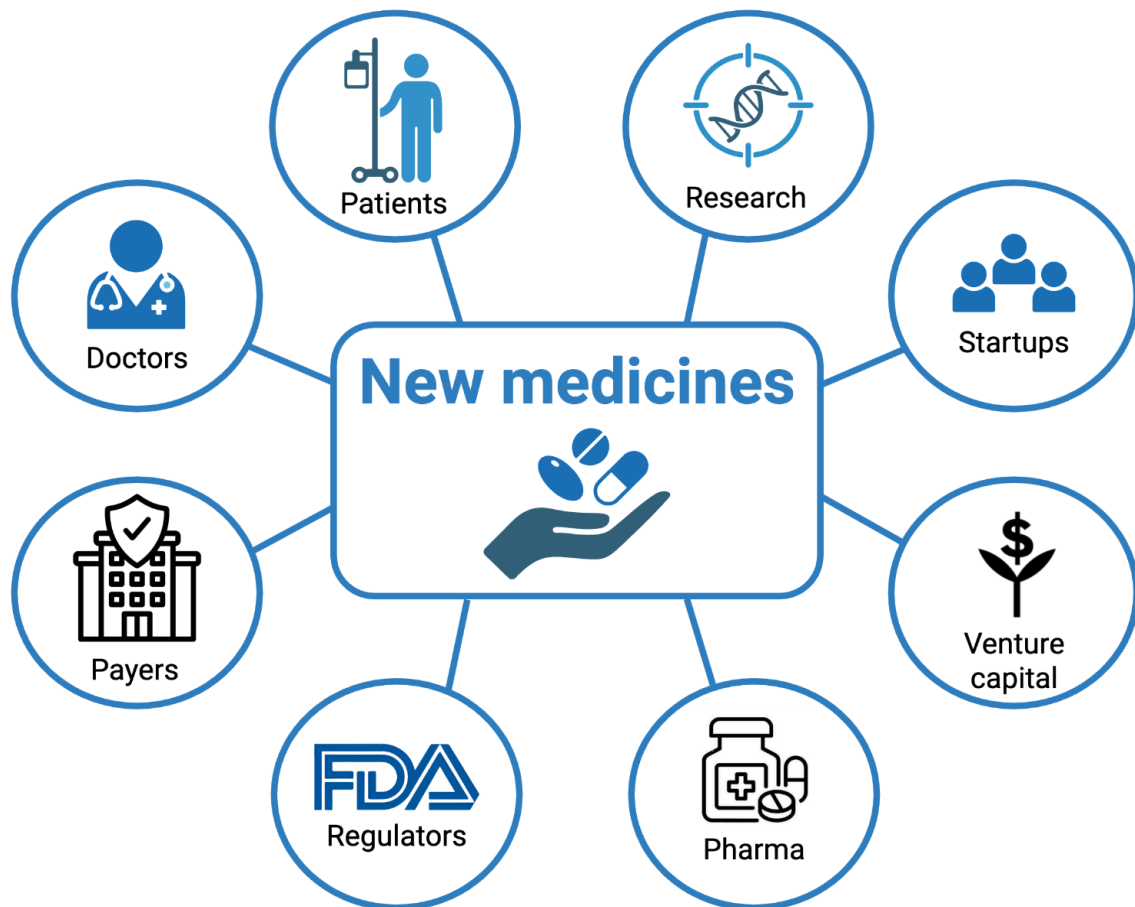 Patients
Research
Doctors
Startups
New medicines
Payers
$
Venture
capital
FDA
Regulators
Pharma